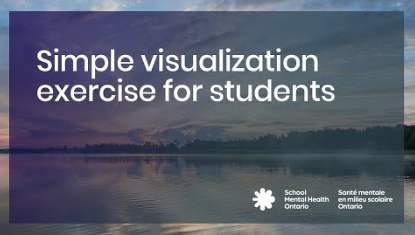 Simple visualization
exercise for students
School
Mental Health
Ontario
Santé mentale
en milieu scolaire
Ontario